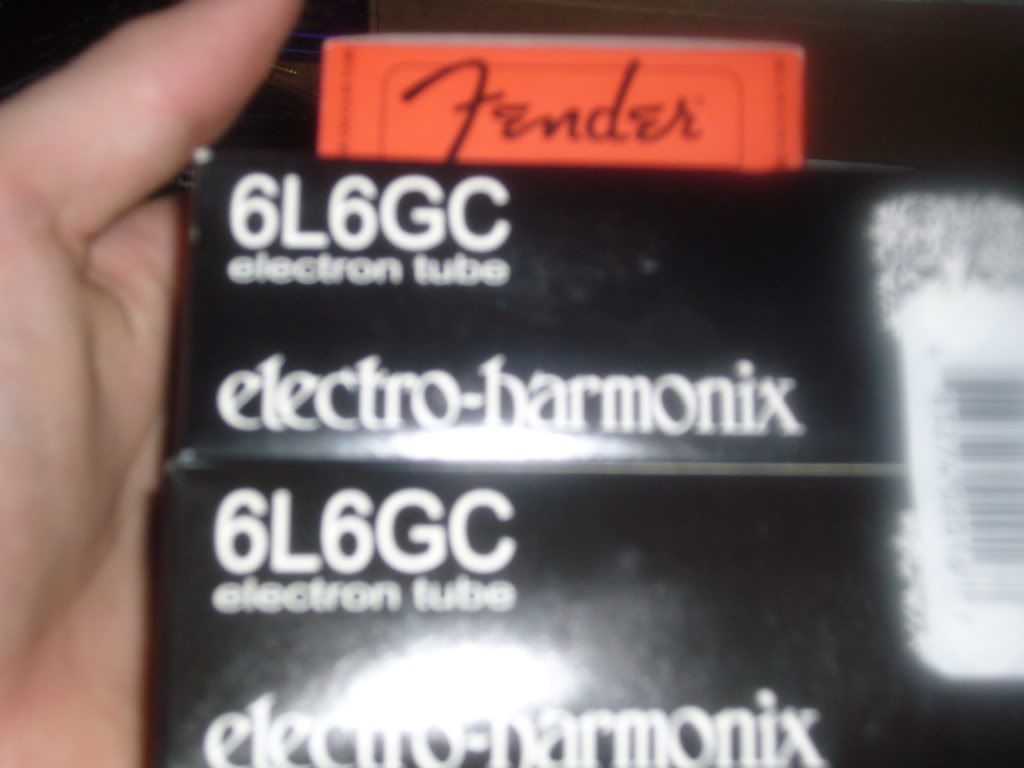 Fender
6L6GC
electron tube
electro-harmonix
6L6GC
electron tube
electro-harmonix